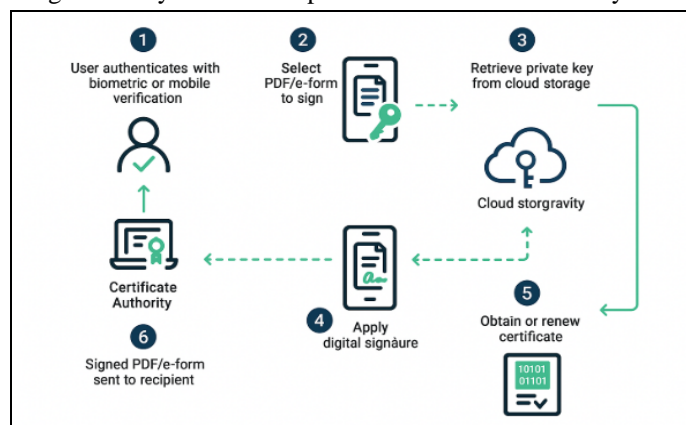 1
User authenticates with
biometric or mobile
verification
2
Select
PDF/e-form
to sign
3
Retrieve private key
from cloud storage
Cloud storgravity
Certificate
Authority
4
Apply
digital signàure
5
Obtain or renew
certificate
10101
01101
6
Signed PDF/e-form
sent to recipient